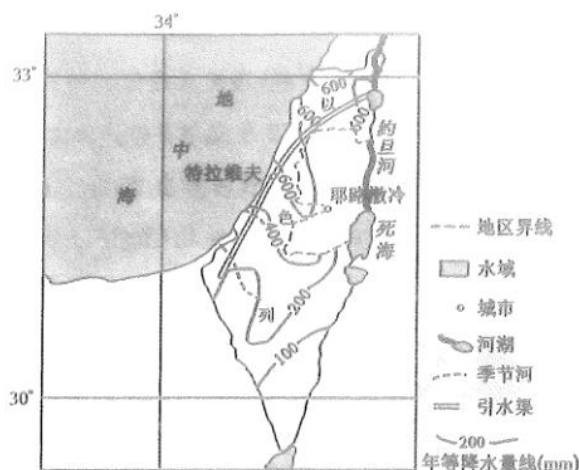 34°
33°
地
中
海
600
以
600
600
约旦河
特拉维夫
600
耶路撒冷
色
400
死海
列
200
100
30°
地区界线
水域
城市
河湖
季节河
引水渠
200
年等降水量线(mm)